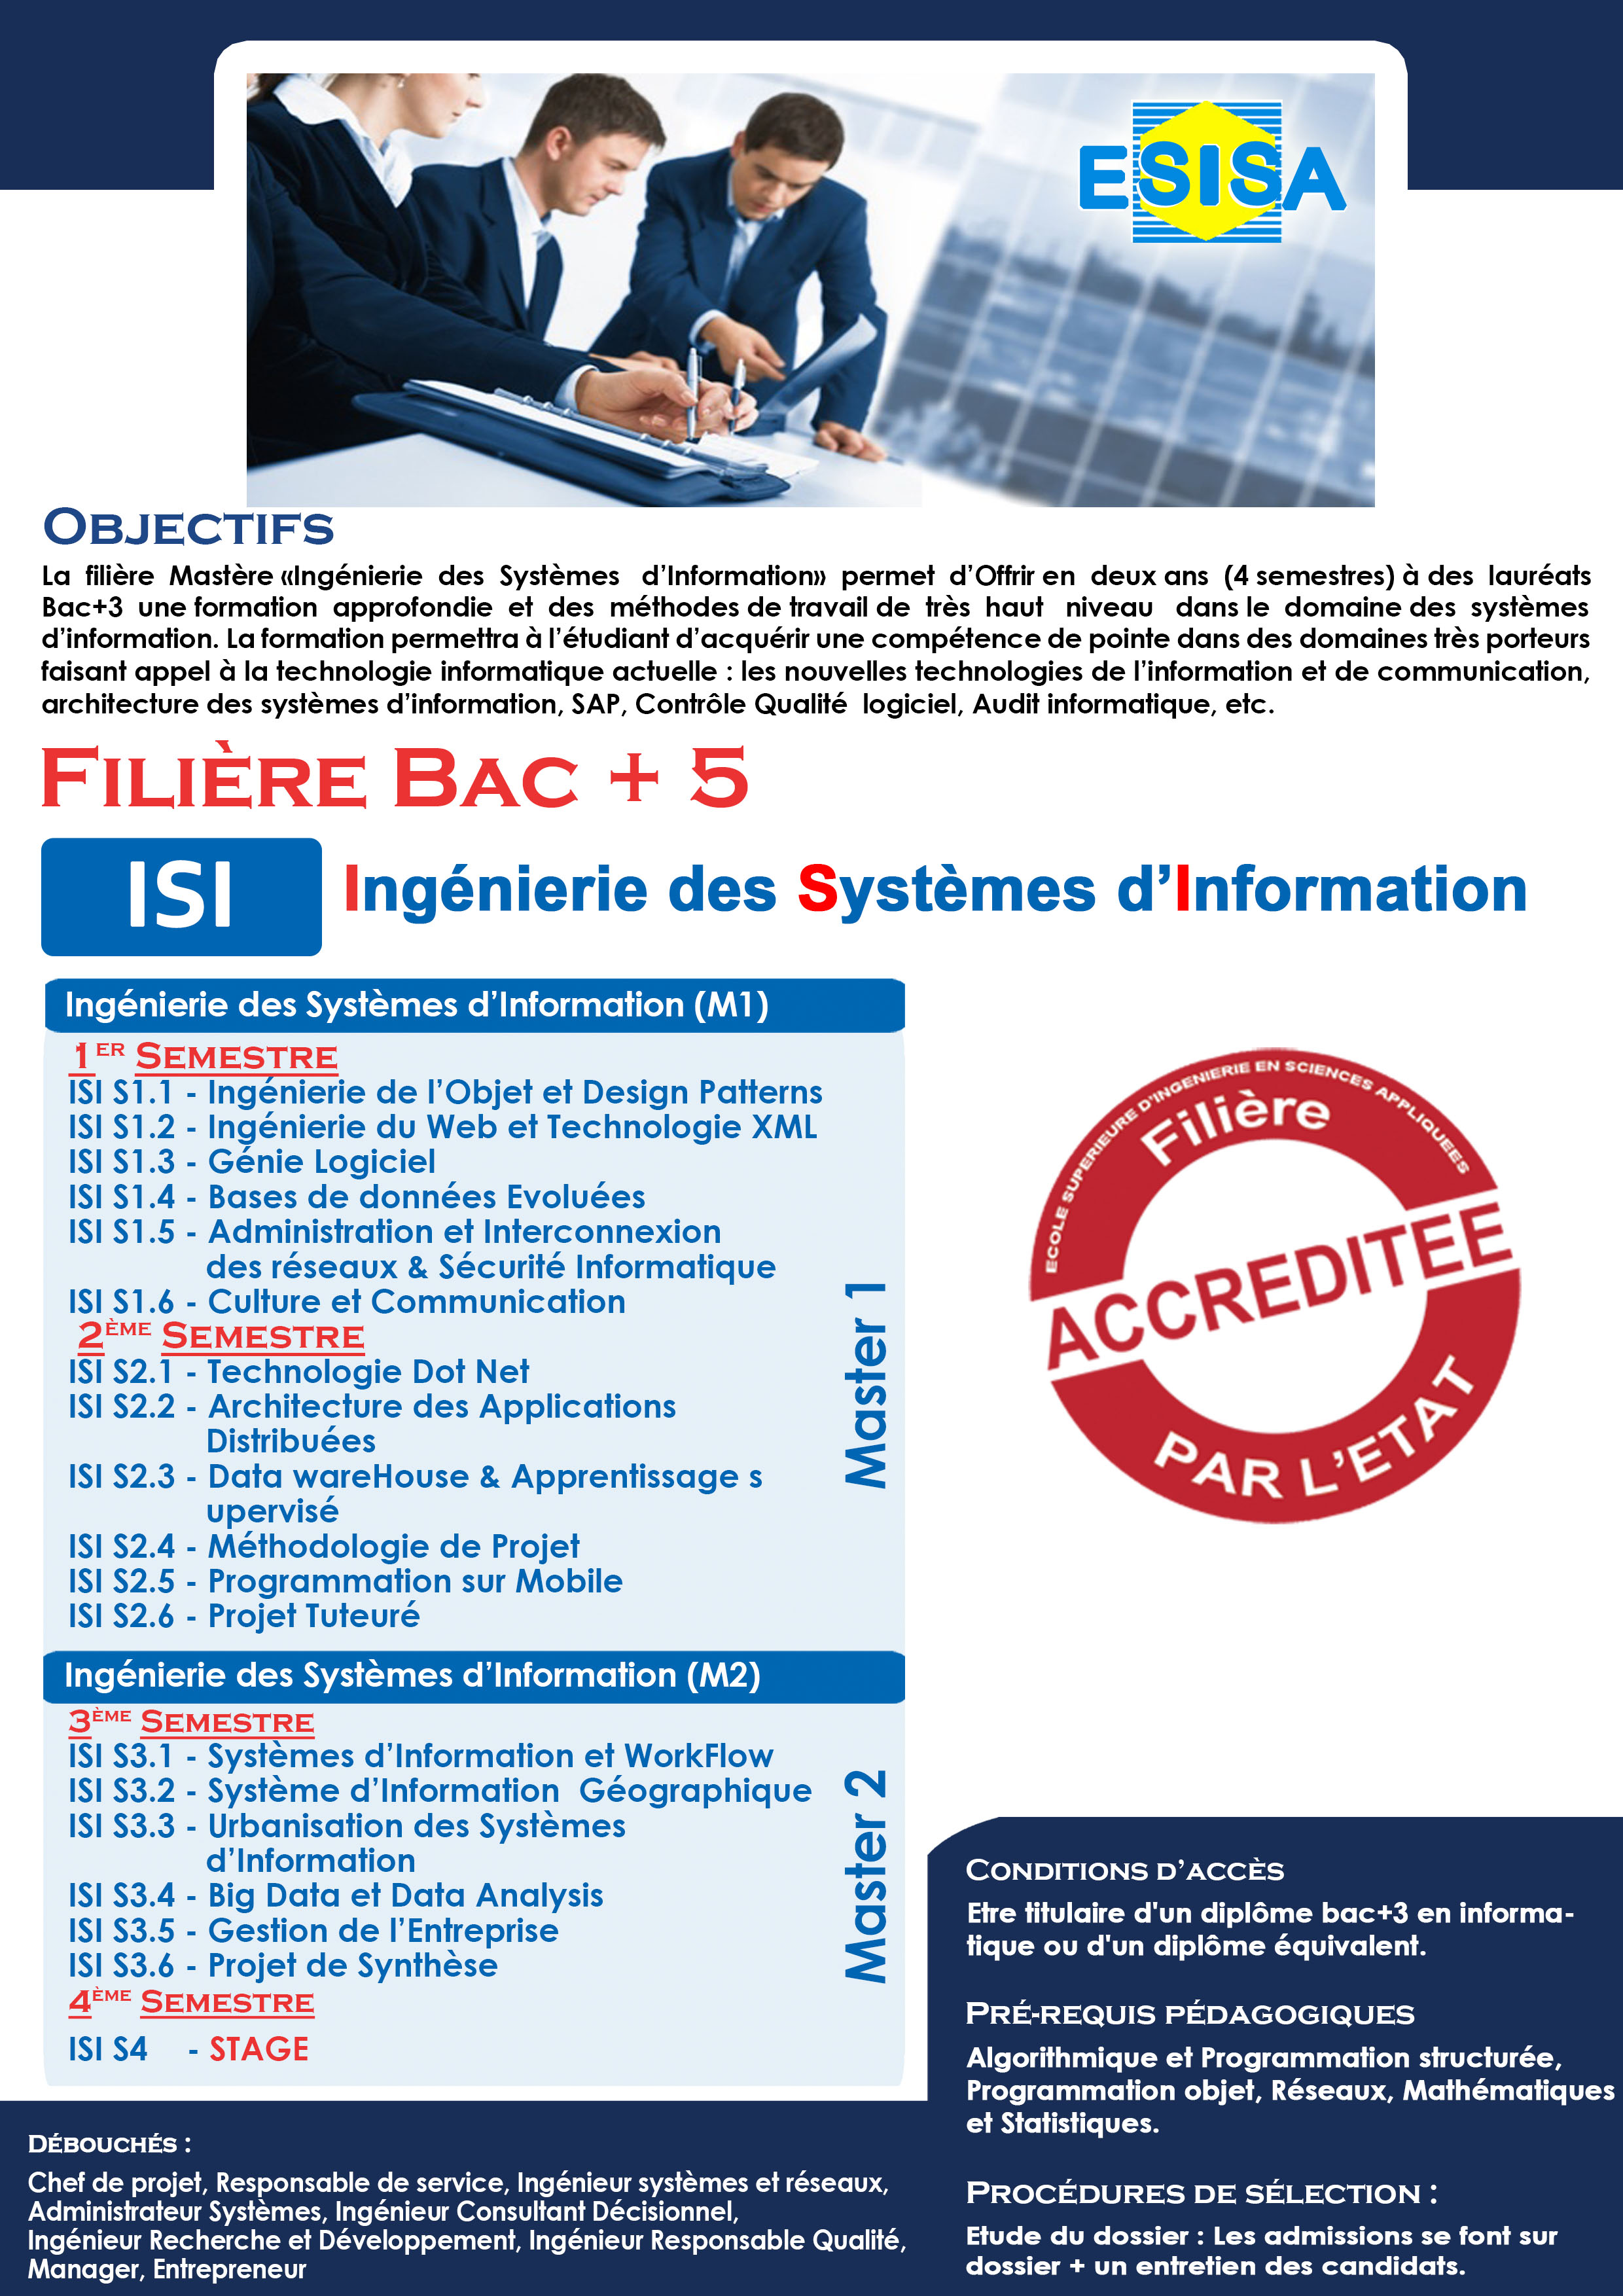 ESISA
OBJECTIFS
La filière Mastère «Ingénierie des Systèmes d’Information» permet d’Offrir en deux ans (4 semestres) à des lauréats
Bac+3 une formation approfondie et des méthodes de travail de très haut niveau dans le domaine des systèmes
d’information. La formation permettra à l’étudiant d’acquérir une compétence de pointe dans des domaines très porteurs
faisant appel à la technologie informatique actuelle : les nouvelles technologies de l’information et de communication,
architecture des systèmes d’information, SAP, Contrôle Qualité logiciel, Audit informatique, etc.
FILIÈRE BAC + 5
ISI
Ingénierie des Systèmes d’Information
Ingénierie des Systèmes d’Information (M1)
1ER SEMESTRE
ISI S1.1 - Ingénierie de l’Objet et Design Patterns
ISI S1.2 - Ingénierie du Web et Technologie XML
ISI S1.3 - Génie Logiciel
ISI S1.4 - Bases de données Evoluées
ISI S1.5 - Administration et Interconnexion
des réseaux & Sécurité Informatique
ISI S1.6 - Culture et Communication
2ÈME SEMESTRE
ISI S2.1 - Technologie Dot Net
ISI S2.2 - Architecture des Applications
Distribuées
ISI S2.3 - Data wareHouse & Apprentissage s
upervisé
ISI S2.4 - Méthodologie de Projet
ISI S2.5 - Programmation sur Mobile
ISI S2.6 - Projet Tuteuré
Master 1
Ingénierie des Systèmes d’Information (M2)
3ÈME SEMESTRE
ISI S3.1 - Systèmes d’Information et WorkFlow
ISI S3.2 - Système d’Information Géographique
ISI S3.3 - Urbanisation des Systèmes
d’Information
ISI S3.4 - Big Data et Data Analysis
ISI S3.5 - Gestion de l’Entreprise
ISI S3.6 - Projet de Synthèse
4ÈME SEMESTRE
ISI S4 - STAGE
Master 2
ECOLE SUPERIEURE D’INGENIERIE EN SCIENCES APPLIQUEES
Filière
ACCREDITEE
PAR L’ETAT
DÉBOUCHÉS :
Chef de projet, Responsable de service, Ingénieur systèmes et réseaux,
Administrateur Systèmes, Ingénieur Consultant Décisionnel,
Ingénieur Recherche et Développement, Ingénieur Responsable Qualité,
Manager, Entrepreneur
CONDITIONS D’ACCÈS
Etre titulaire d'un diplôme bac+3 en informa-
tique ou d'un diplôme équivalent.
PRÉ-REQUIS PÉDAGOGIQUES
Algorithmique et Programmation structurée,
Programmation objet, Réseaux, Mathématiques
et Statistiques.
PROCÉDURES DE SÉLECTION :
Etude du dossier : Les admissions se font sur
dossier + un entretien des candidats.